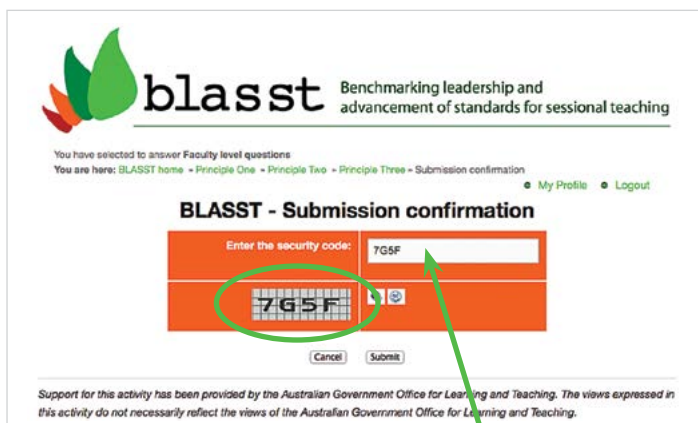 blasst
Benchmarking leadership and
advancement of standards for sessional teaching
You have selected to answer Faculty level questions
You are here: BLASST home » Principle One » Principle Two » Principle Three » Submission confirmation
My Profile Logout
BLASST - Submission confirmation
Enter the security code: 7G5F
7G5F
Cancel Submit
Support for this activity has been provided by the Australian Government Office for Learning and Teaching. The views expressed in
this activity do not necessarily reflect the views of the Australian Government Office for Learning and Teaching.